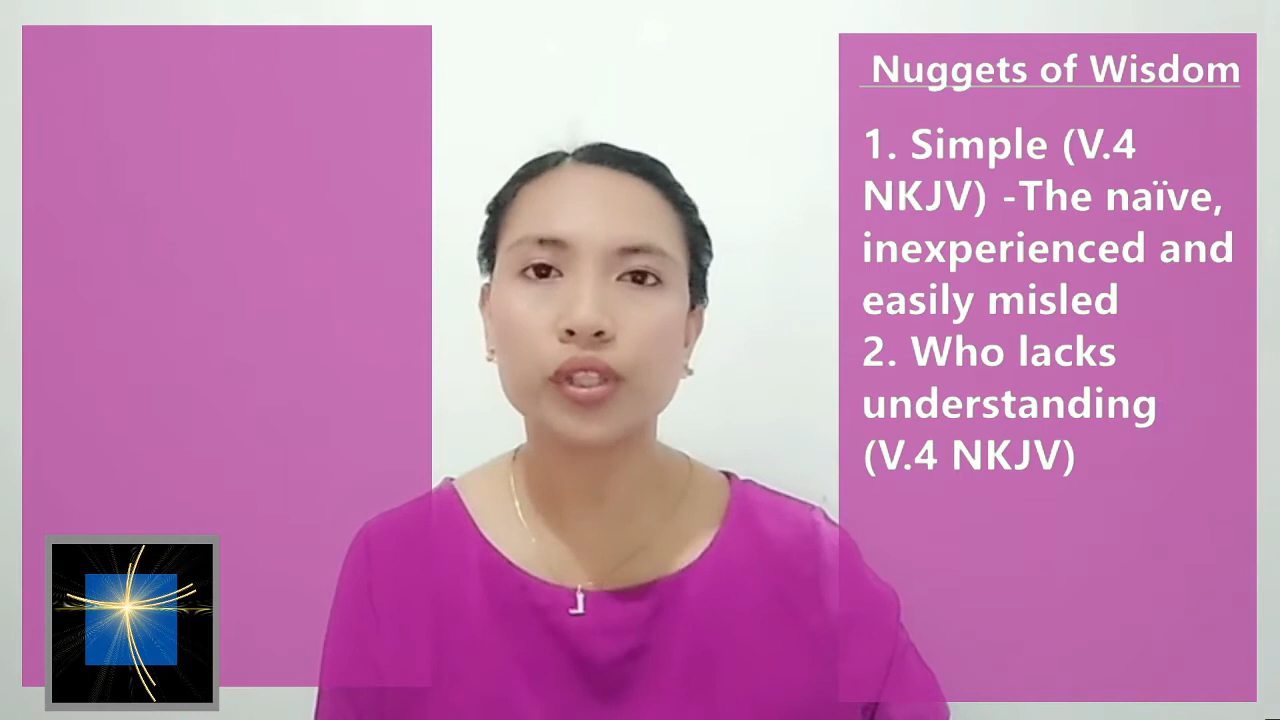 Nuggets of Wisdom
1. Simple (V.4
NKJV) -The naïve,
inexperienced and
easily misled
2. Who lacks
understanding
(V.4 NKJV)